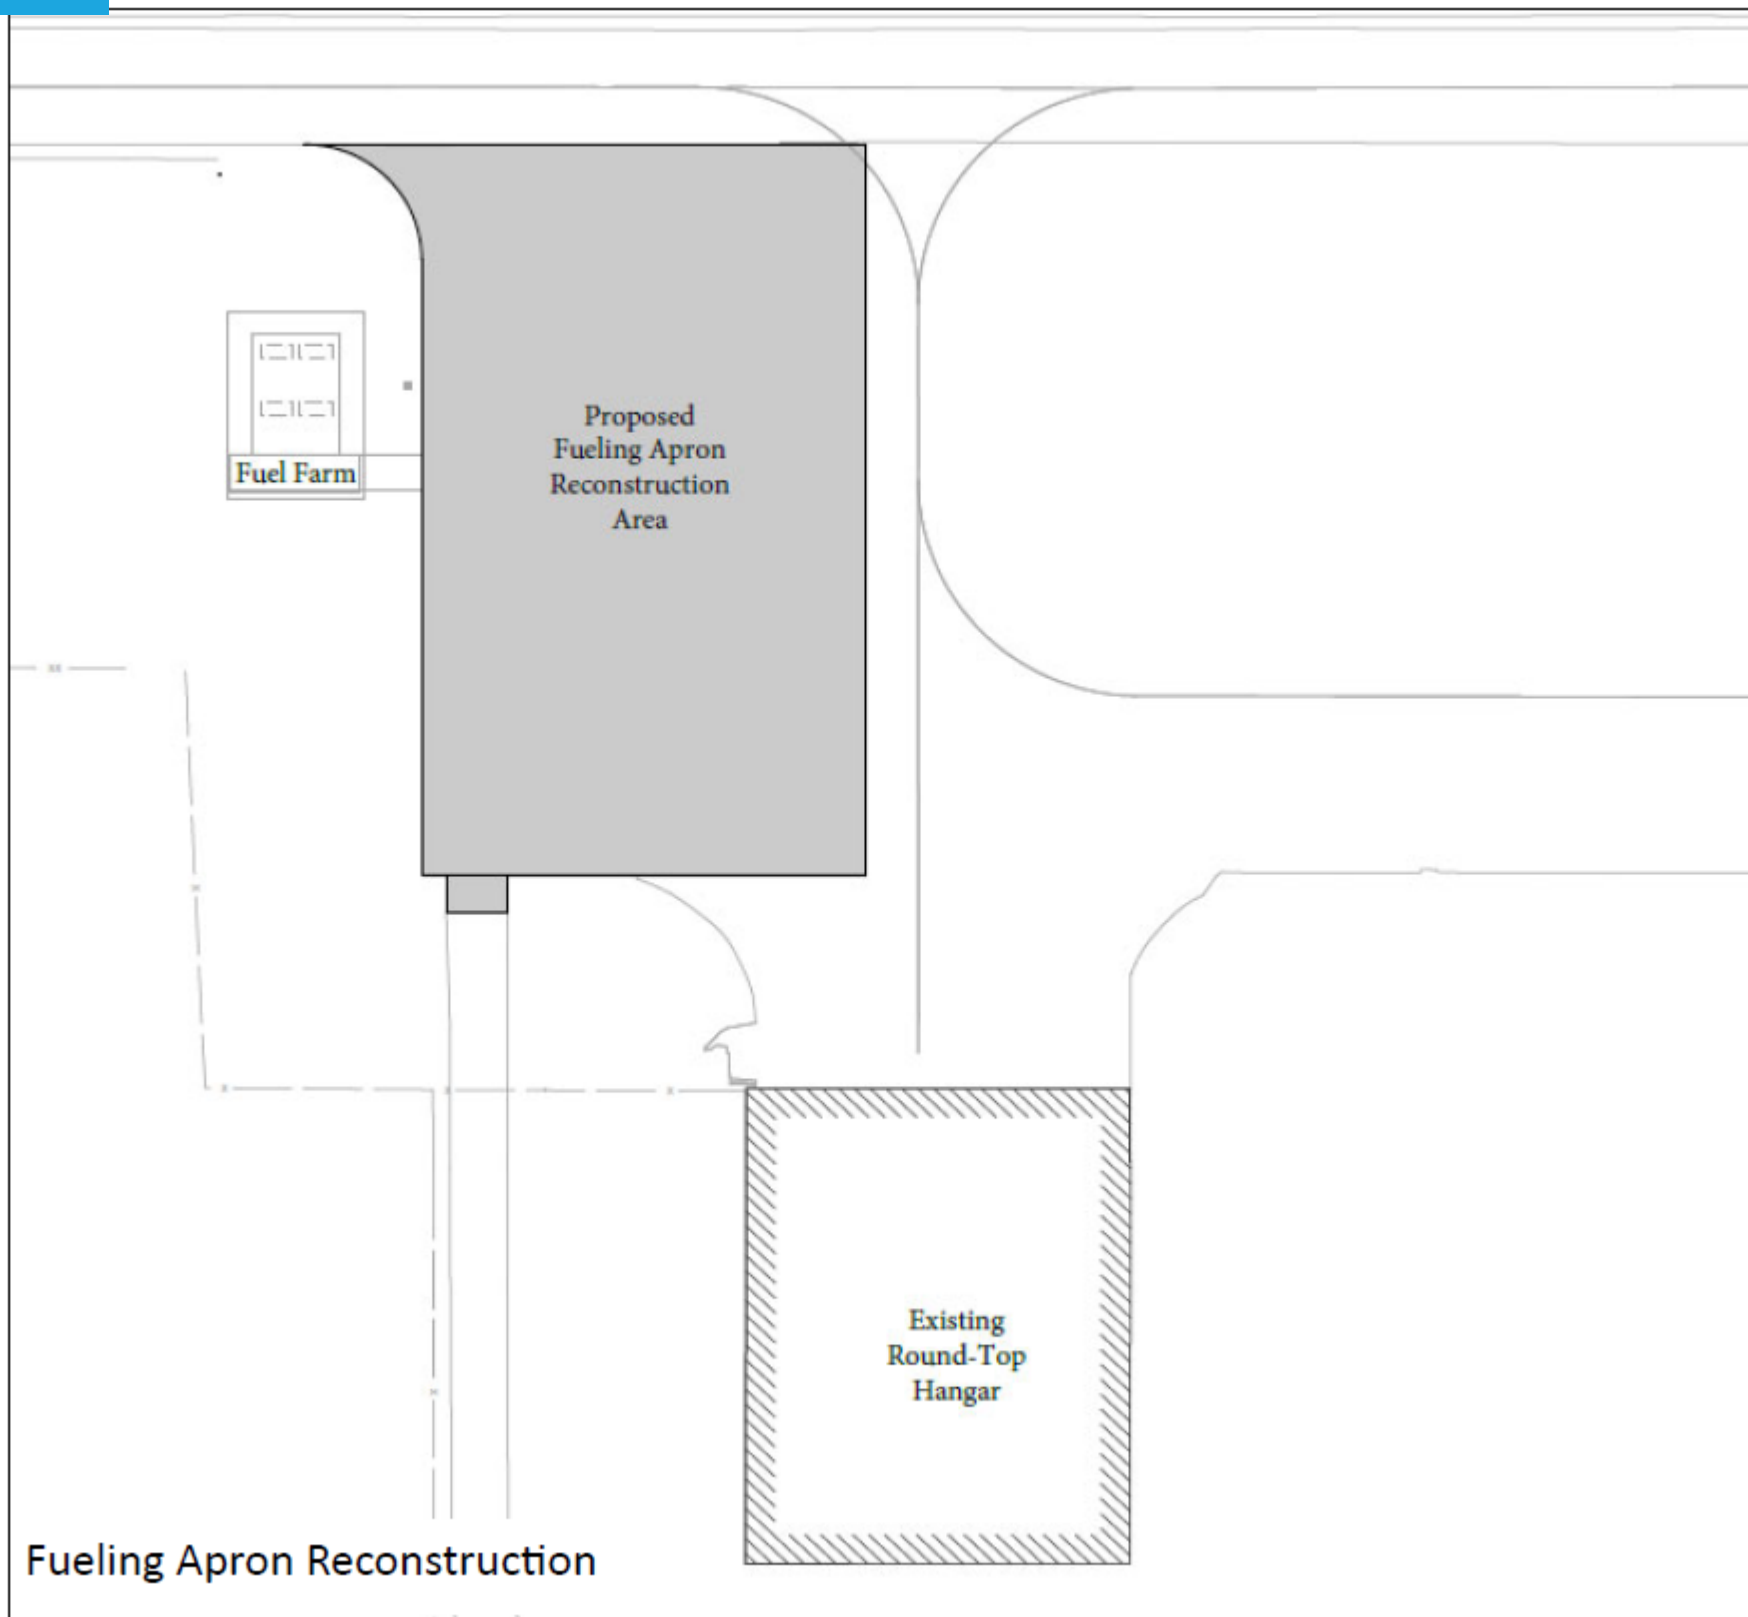 Proposed
Fueling Apron
Reconstruction
Area
Fuel Farm
Existing
Round-Top
Hangar
Fueling Apron Reconstruction